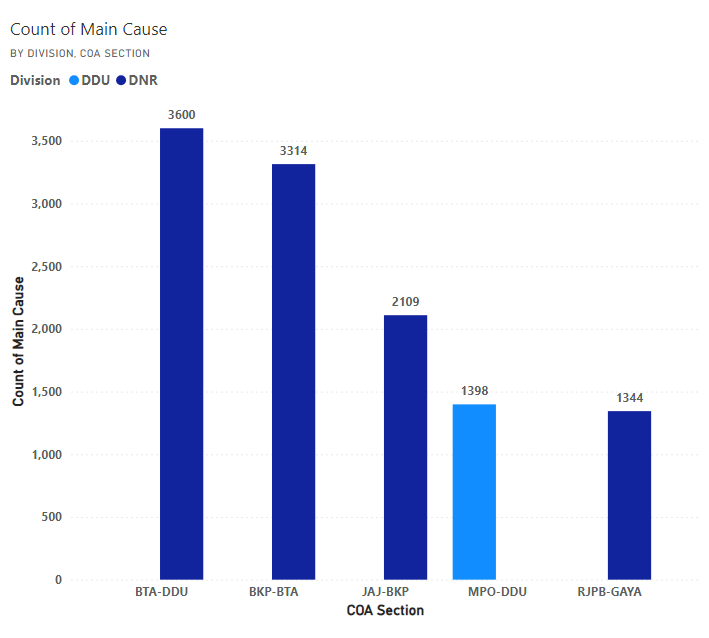 Count of Main Cause
BY DIVISION, COA SECTION
Division DDU DNR
3600
3,500
3314
3,000
2,500
2109
2,000
1398
1,500
1344
1,000
500
0
Count of Main Cause
BTA-DDU BKP-BTA JAJ-BKP MPO-DDU RJPB-GAYA
COA Section